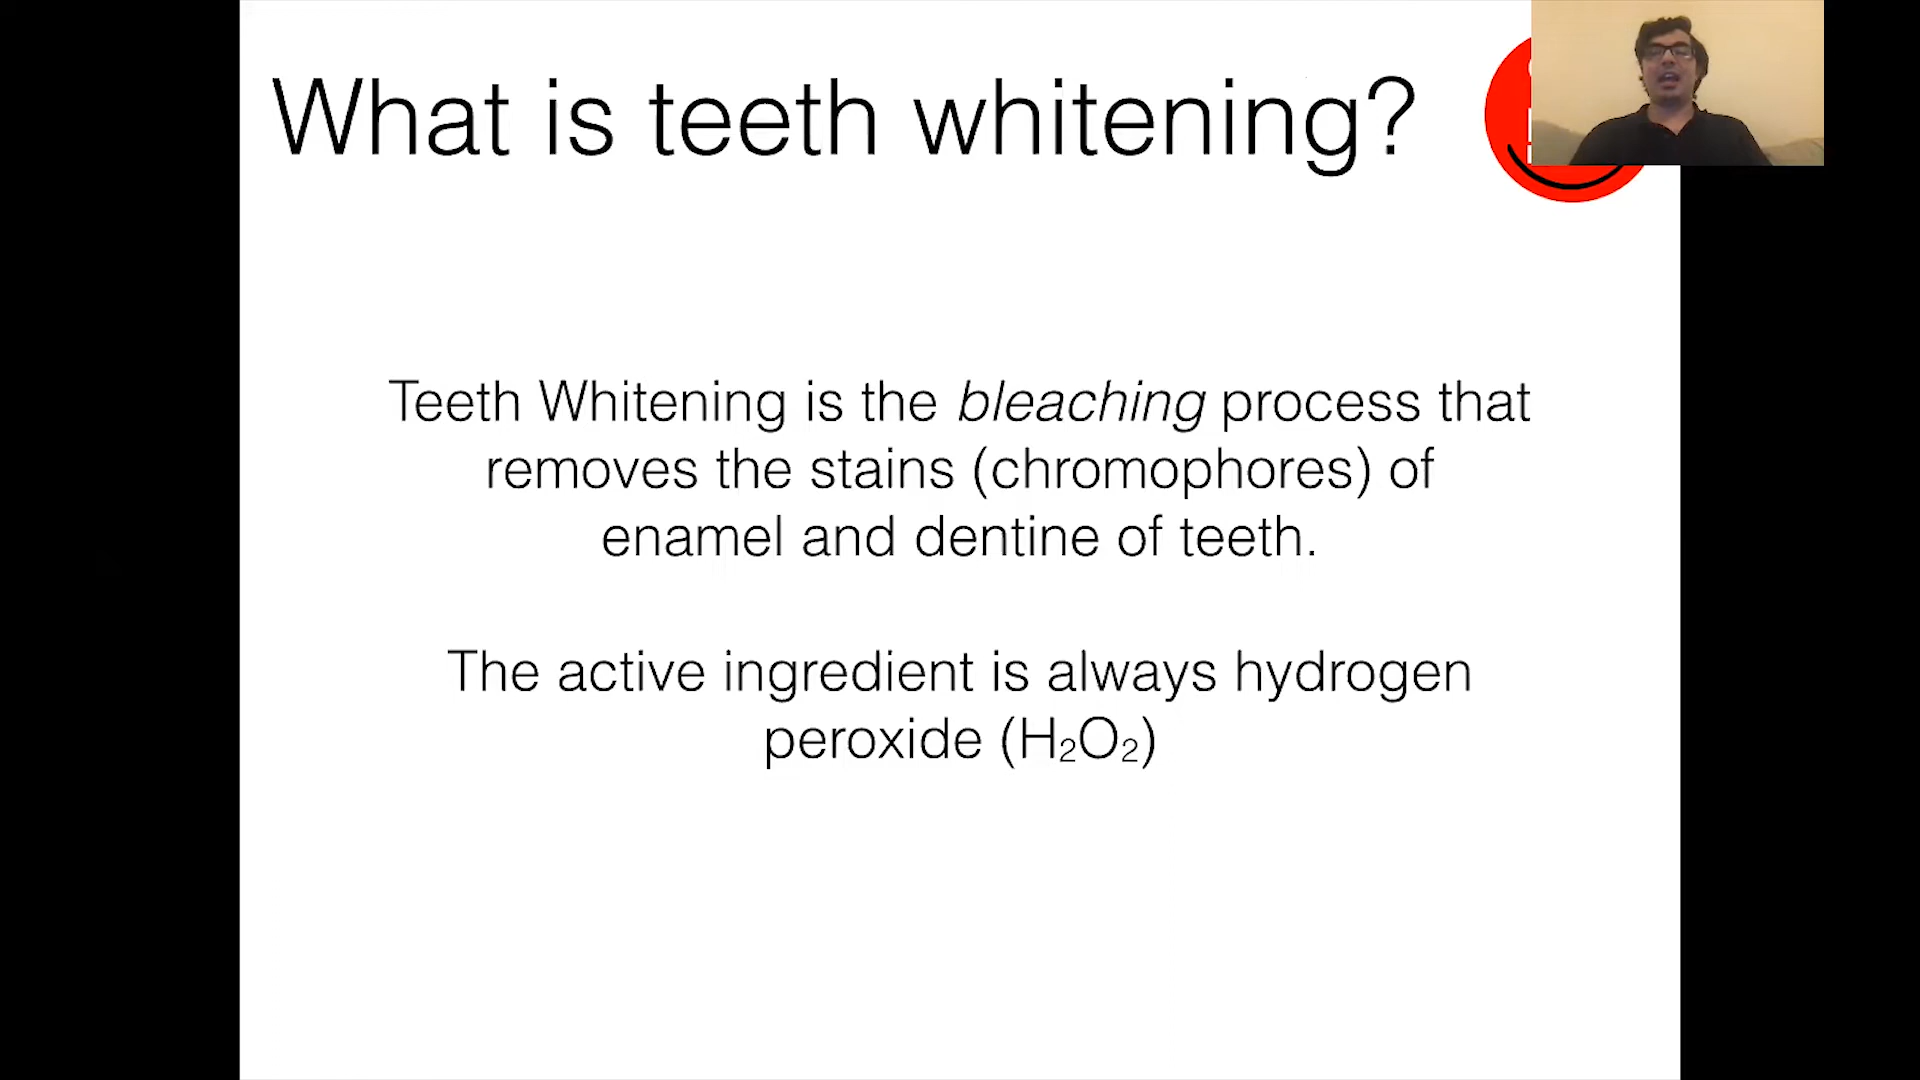 What is teeth whitening?
Teeth Whitening is the bleaching process that
removes the stains (chromophores) of
enamel and dentine of teeth.
The active ingredient is always hydrogen
peroxide (H₂O₂)